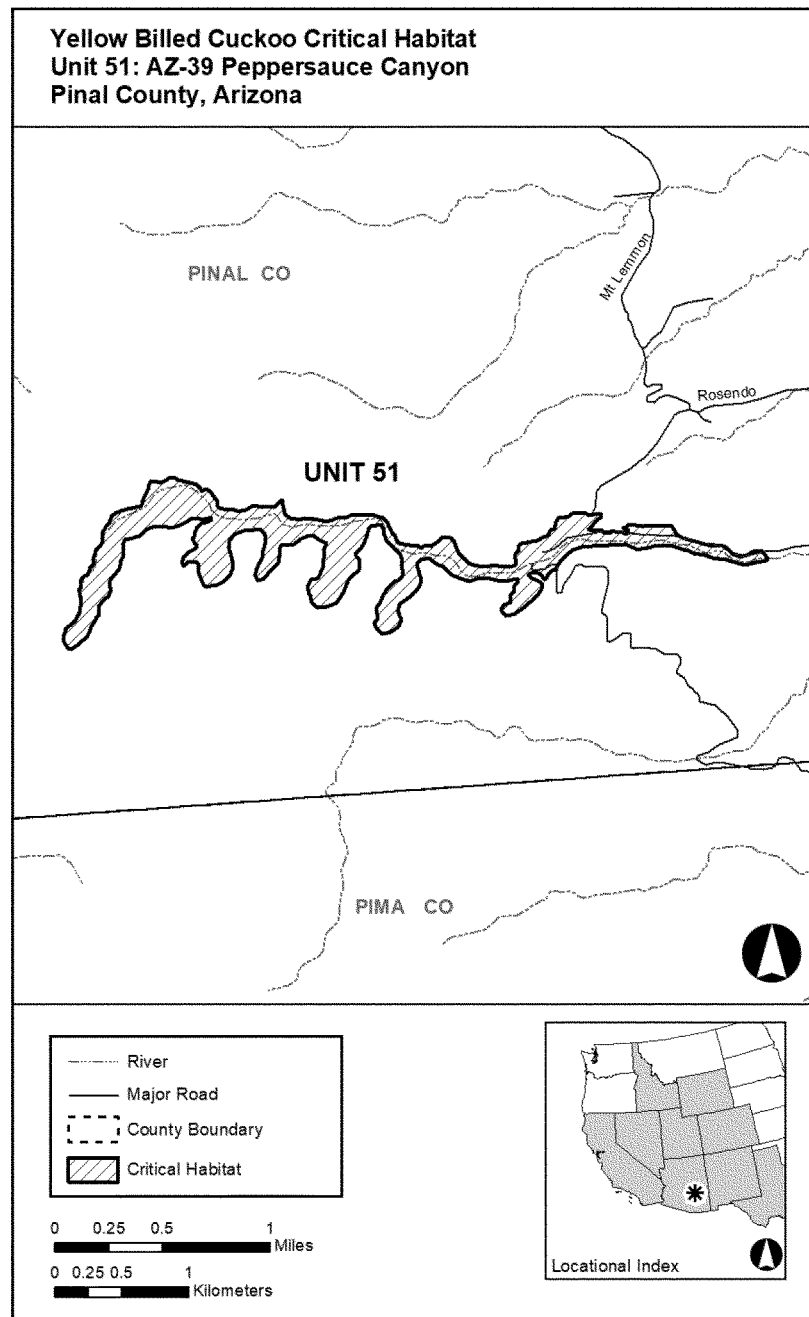 Yellow Billed Cuckoo Critical Habitat
Unit 51: AZ-39 Peppersauce Canyon
Pinal County, Arizona
PINAL CO
Mt Lemmon
Rosendo
UNIT 51
PIMA CO
River
Major Road
County Boundary
Critical Habitat
0 0.25 0.5 1
Miles
0 0.25 0.5 1
Kilometers
Locational Index